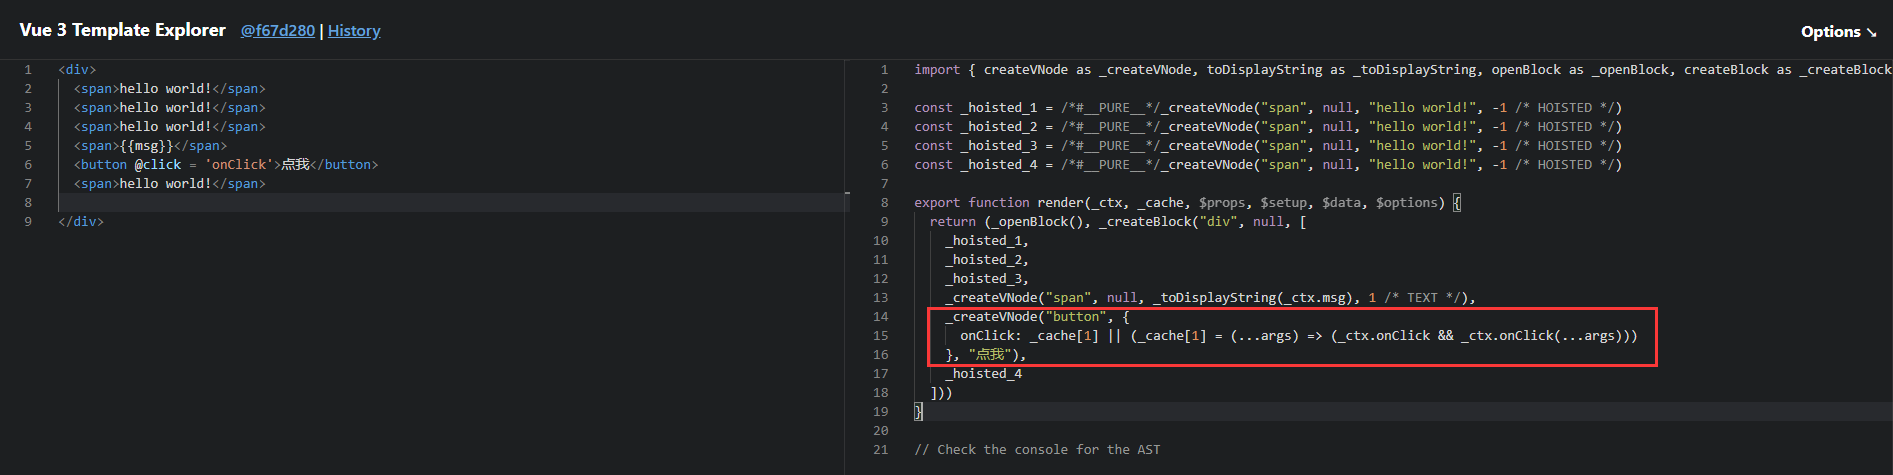 Vue 3 Template Explorer @f67d280 | History
Options ↘
1 <div>
2 <span>hello world!</span>
3 <span>hello world!</span>
4 <span>hello world!</span>
5 <span>{{msg}}</span>
6 <button @click = 'onClick'>点我</button>
7 <span>hello world!</span>
8
9 </div>
1 import { createVNode as _createVNode, toDisplayString as _toDisplayString, openBlock as _openBlock, createBlock as _createBlock
2
3 const _hoisted_1 = /*#__PURE__*/_createVNode("span", null, "hello world!", -1 /* HOISTED */)
4 const _hoisted_2 = /*#__PURE__*/_createVNode("span", null, "hello world!", -1 /* HOISTED */)
5 const _hoisted_3 = /*#__PURE__*/_createVNode("span", null, "hello world!", -1 /* HOISTED */)
6 const _hoisted_4 = /*#__PURE__*/_createVNode("span", null, "hello world!", -1 /* HOISTED */)
7
8 export function render(_ctx, _cache, $props, $setup, $data, $options) {
9 return (_openBlock(), _createBlock("div", null, [
10 _hoisted_1,
11 _hoisted_2,
12 _hoisted_3,
13 _createVNode("span", null, _toDisplayString(_ctx.msg), 1 /* TEXT */),
14 _createVNode("button", {
15 onClick: _cache[1] || (_cache[1] = (...args) => (_ctx.onClick && _ctx.onClick(...args)))
16 }, "点我"),
17 _hoisted_4
18 ]))
19 }
20
21 // Check the console for the AST